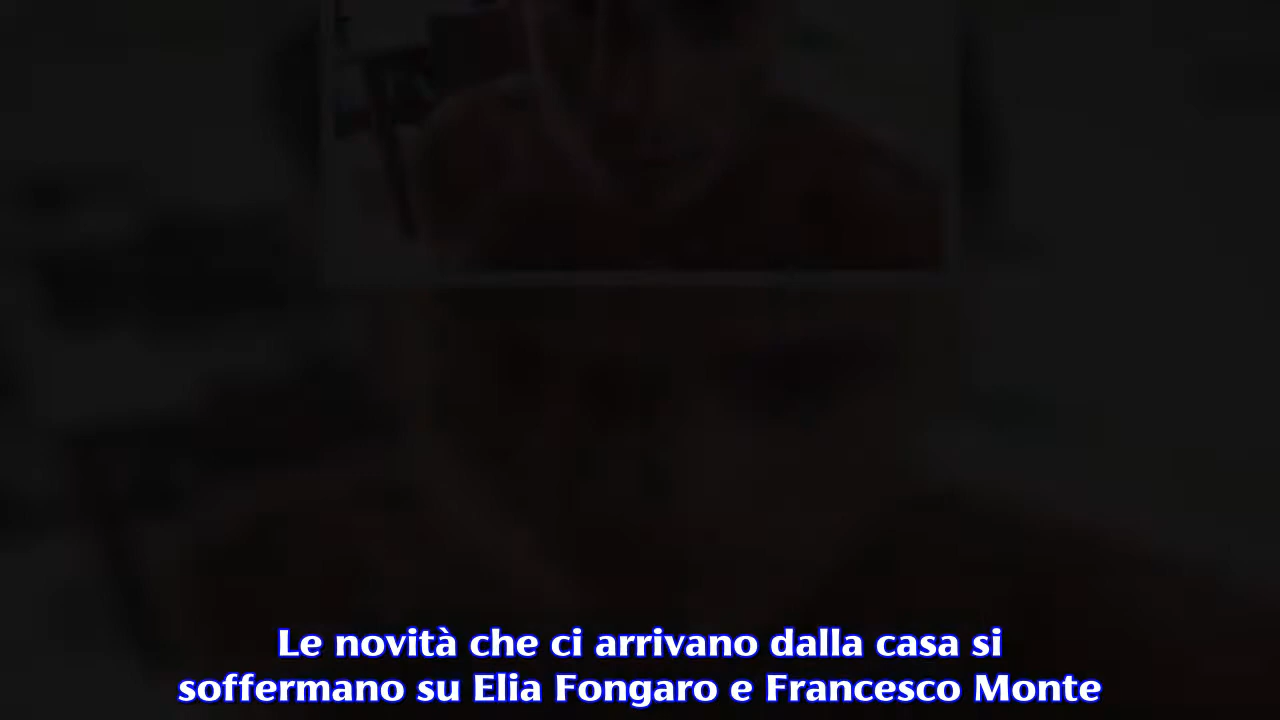 Le novità che ci arrivano dalla casa si
soffermano su Elia Fongaro e Francesco Monte